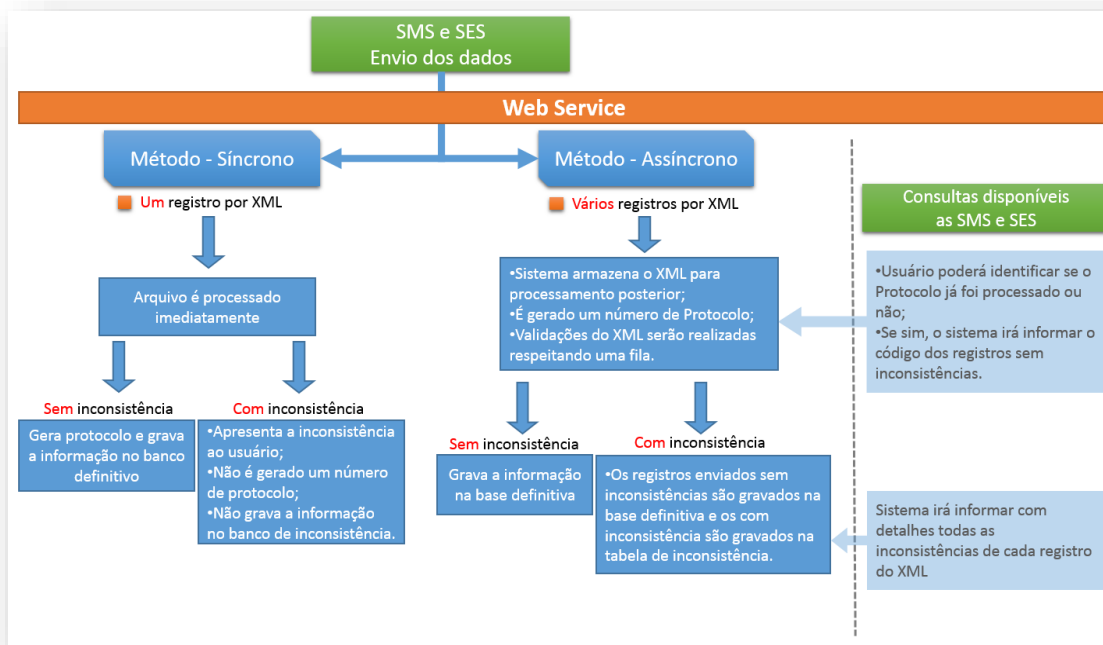 SMS e SES
Envio dos dados
Web Service
Método - Síncrono
Um registro por XML
Arquivo é processado
imediatamente
Sem inconsistência
Gera protocolo e grava
a informação no banco
definitivo
Com inconsistência
•Apresenta a inconsistência
ao usuário;
•Não é gerado um número
de protocolo;
•Não grava a informação
no banco de inconsistência.
Método - Assíncrono
Vários registros por XML
•Sistema armazena o XML para
processamento posterior;
•É gerado um número de Protocolo;
•Validações do XML serão realizadas
respeitando uma fila.
Sem inconsistência
Grava a informação
na base definitiva
Com inconsistência
•Os registros enviados sem
inconsistências são gravados na
base definitiva e os com
inconsistência são gravados na
tabela de inconsistência.
Consultas disponíveis
as SMS e SES
•Usuário poderá identificar se o
Protocolo já foi processado ou
não;
•Se sim, o sistema irá informar o
código dos registros sem
inconsistências.
Sistema irá informar com
detalhes todas as
inconsistências de cada registro
do XML